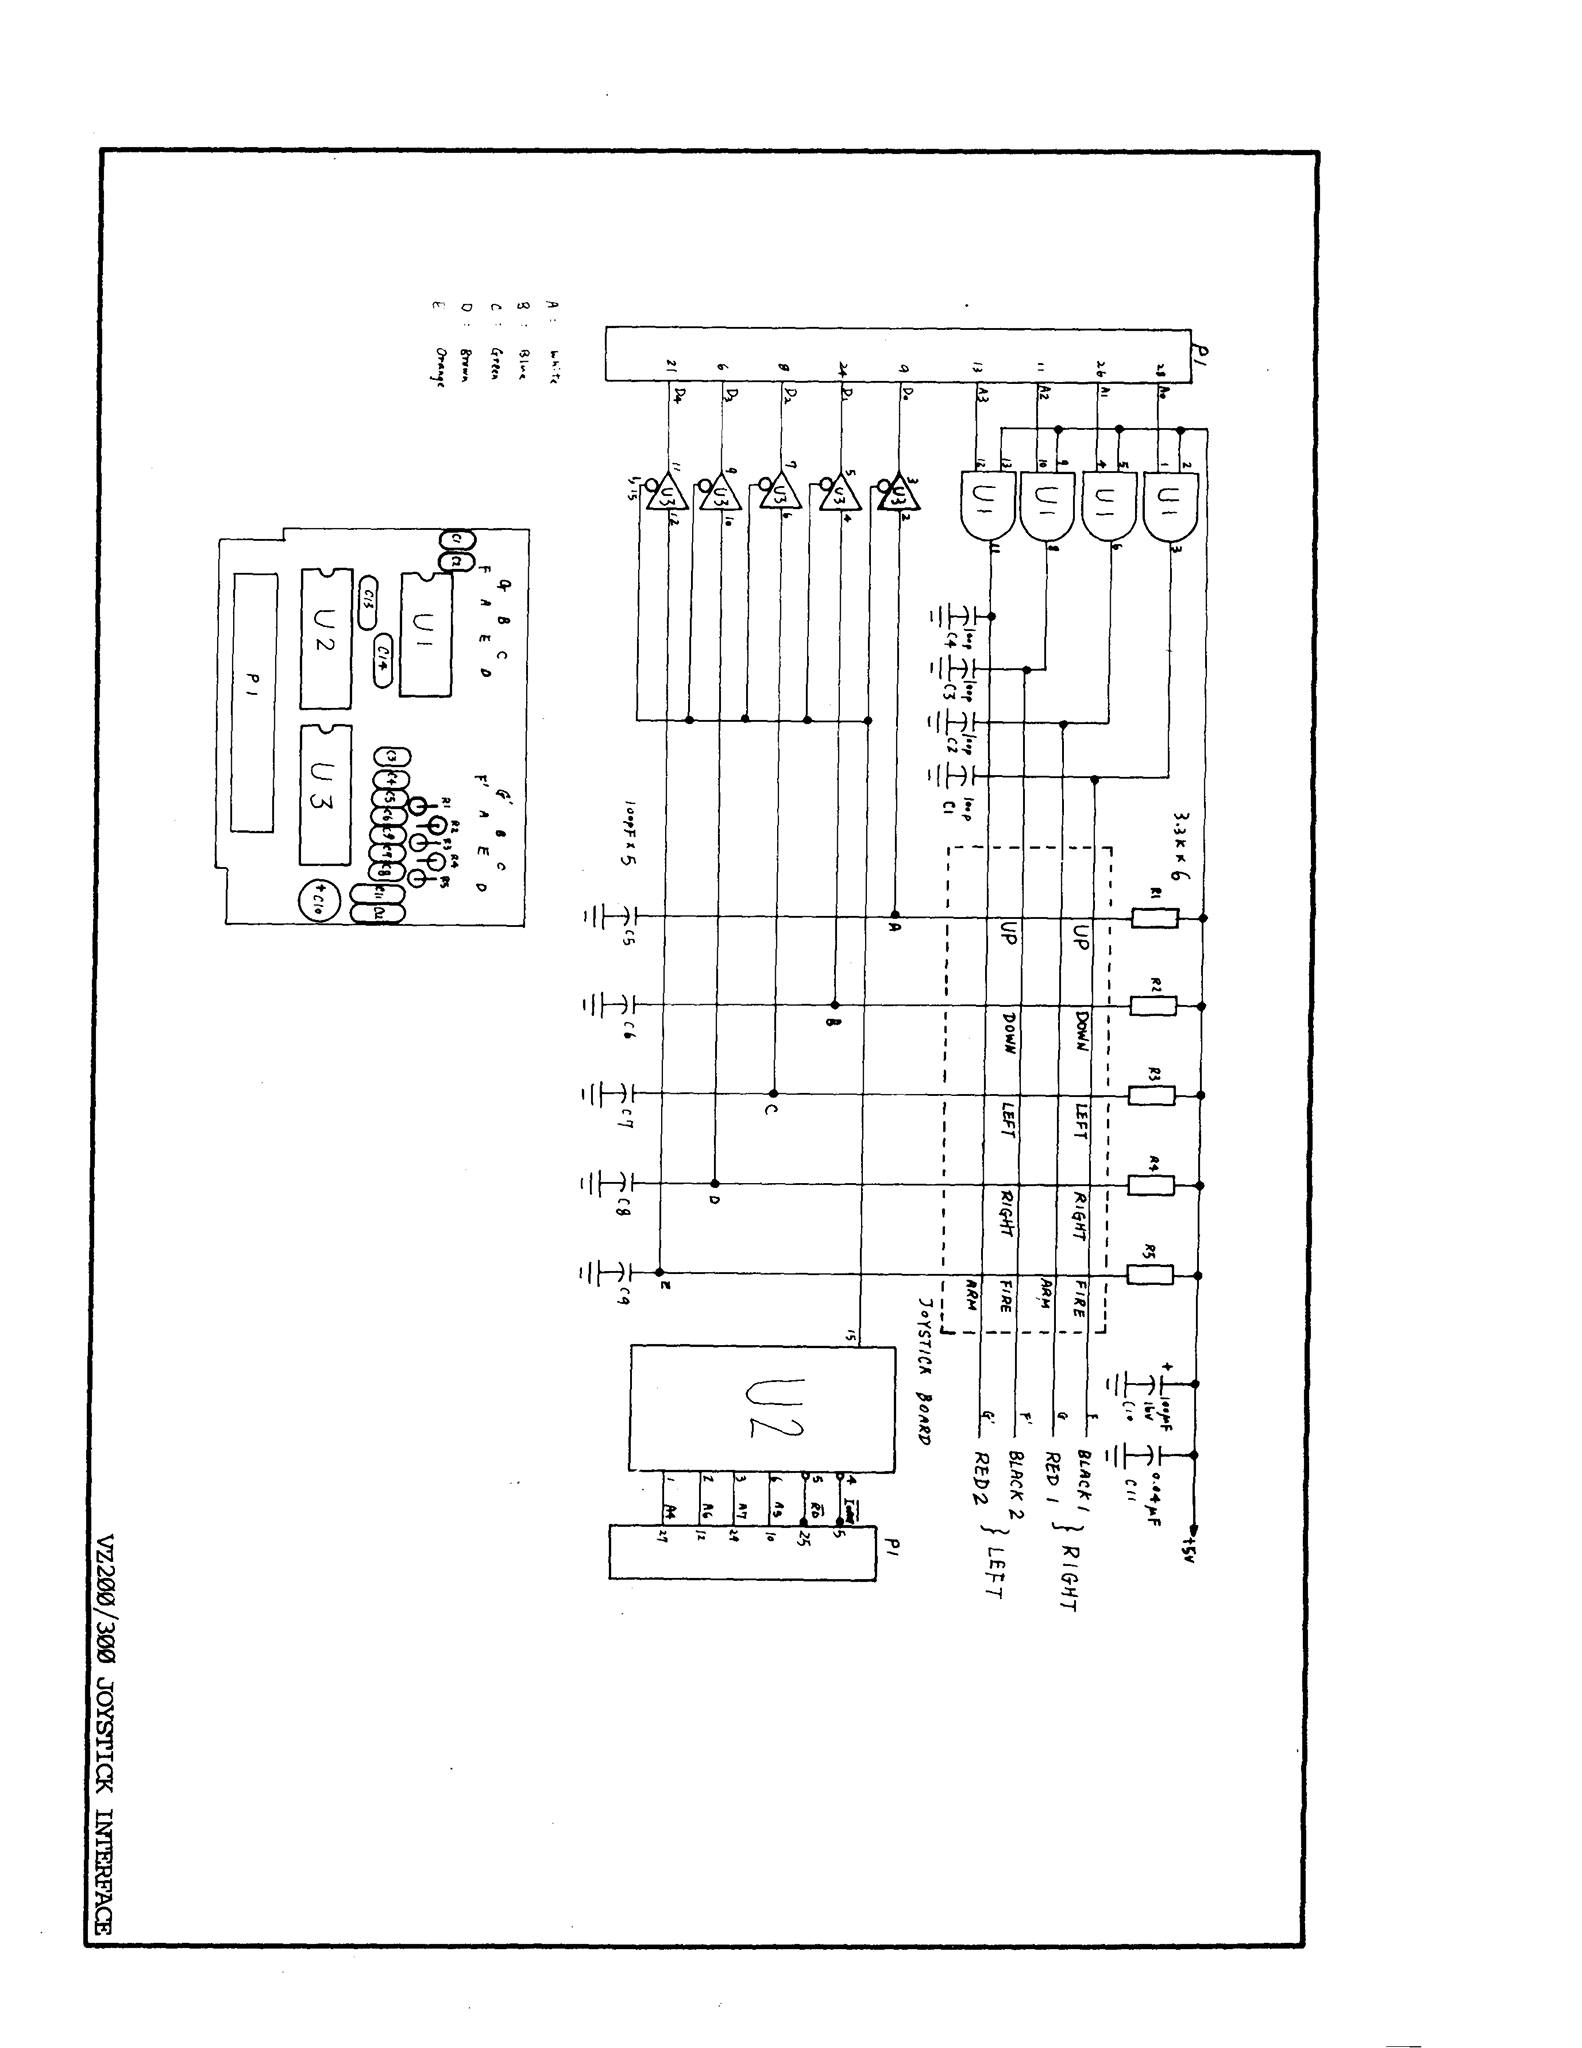 P1
28 A0
26 A1
11 A2
13 A3
9 D0
24 D1
8 D2
6 D3
21 D4
2 1 U1 3
5 4 U1 6
9 10 U1 8
13 12 U1 11
100p C4
100p C3
100p C2
100p C1
3 U3 2
5 U3 4
7 U3 6
9 U3 10
11 U3 12
1, 15
3.3K × 6
R1
R2
R3
R4
R5
+5V
+ 100µF
16V
C10
0.04µF
C11
UP DOWN LEFT RIGHT FIRE
ARM
UP DOWN LEFT RIGHT FIRE
ARM
F BLACK 1
G RED 1
} RIGHT
F' BLACK 2
G' RED 2
} LEFT
JOYSTICK BOARD
A
B
C
D
E
100pF × 5
C5
C6
C7
C8
C9
15
U2
P1
4 5
5 RD 25
6 10
3 A7 29
2 A6 12
1 A4 27
A : White
B : Blue
C : Green
D : Brown
E Orange
G B C
F A E D
G' B C
F' A E D
C1 C2
U1
R1 R2 R3 R4 R5
C3 C4 C5 C6 C9 C8
C11 C12
C14
C13
U2
U3
+C10
P1
VZ200/300 JOYSTICK INTERFACE